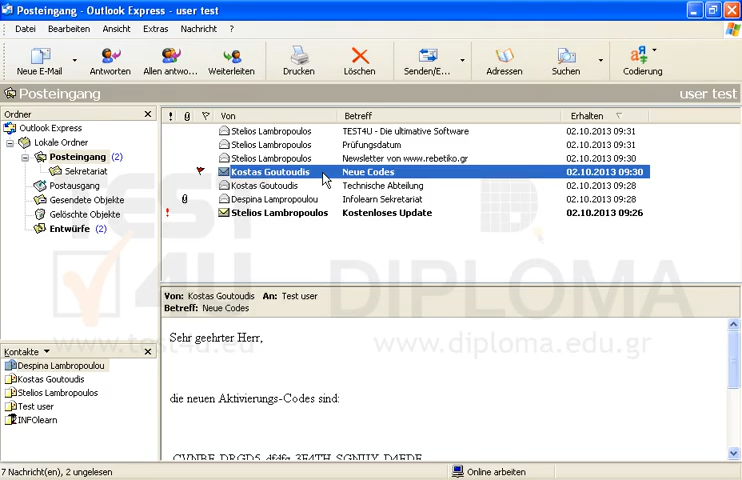 Posteingang - Outlook Express - user test
Datei Bearbeiten Ansicht Extras Nachricht ?
Neue E-Mail Antworten Allen antwo... Weiterleiten Drucken Löschen Senden/E... Adressen Suchen Codierung
Posteingang user test
Ordner
Outlook Express
Lokale Ordner
Posteingang (2)
Sekretariat
Postausgang
Gesendete Objekte
Gelöschte Objekte
Entwürfe (2)
Von Betreff Erhalten
Stelios Lambropoulos TEST4U - Die ultimative Software 02.10.2013 09:31
Stelios Lambropoulos Prüfungsdatum 02.10.2013 09:31
Stelios Lambropoulos Newsletter von www.rebetiko.gr 02.10.2013 09:30
Kostas Goutoudis Neue Codes 02.10.2013 09:30
Kostas Goutoudis Technische Abteilung 02.10.2013 09:28
Despina Lampropoulou Infolearn Sekretariat 02.10.2013 09:28
Stelios Lambropoulos Kostenloses Update 02.10.2013 09:26
TEST
4U DIPLOMA
www.test4u.eu www.diploma.edu.gr
Von: Kostas Goutoudis An: Test user
Betreff: Neue Codes
Sehr geehrter Herr,
die neuen Aktivierungs-Codes sind:
Kontakte
Despina Lambropoulou
Kostas Goutoudis
Stelios Lambropoulos
Test user
INFOlearn
7 Nachricht(en), 2 ungelesen Online arbeiten